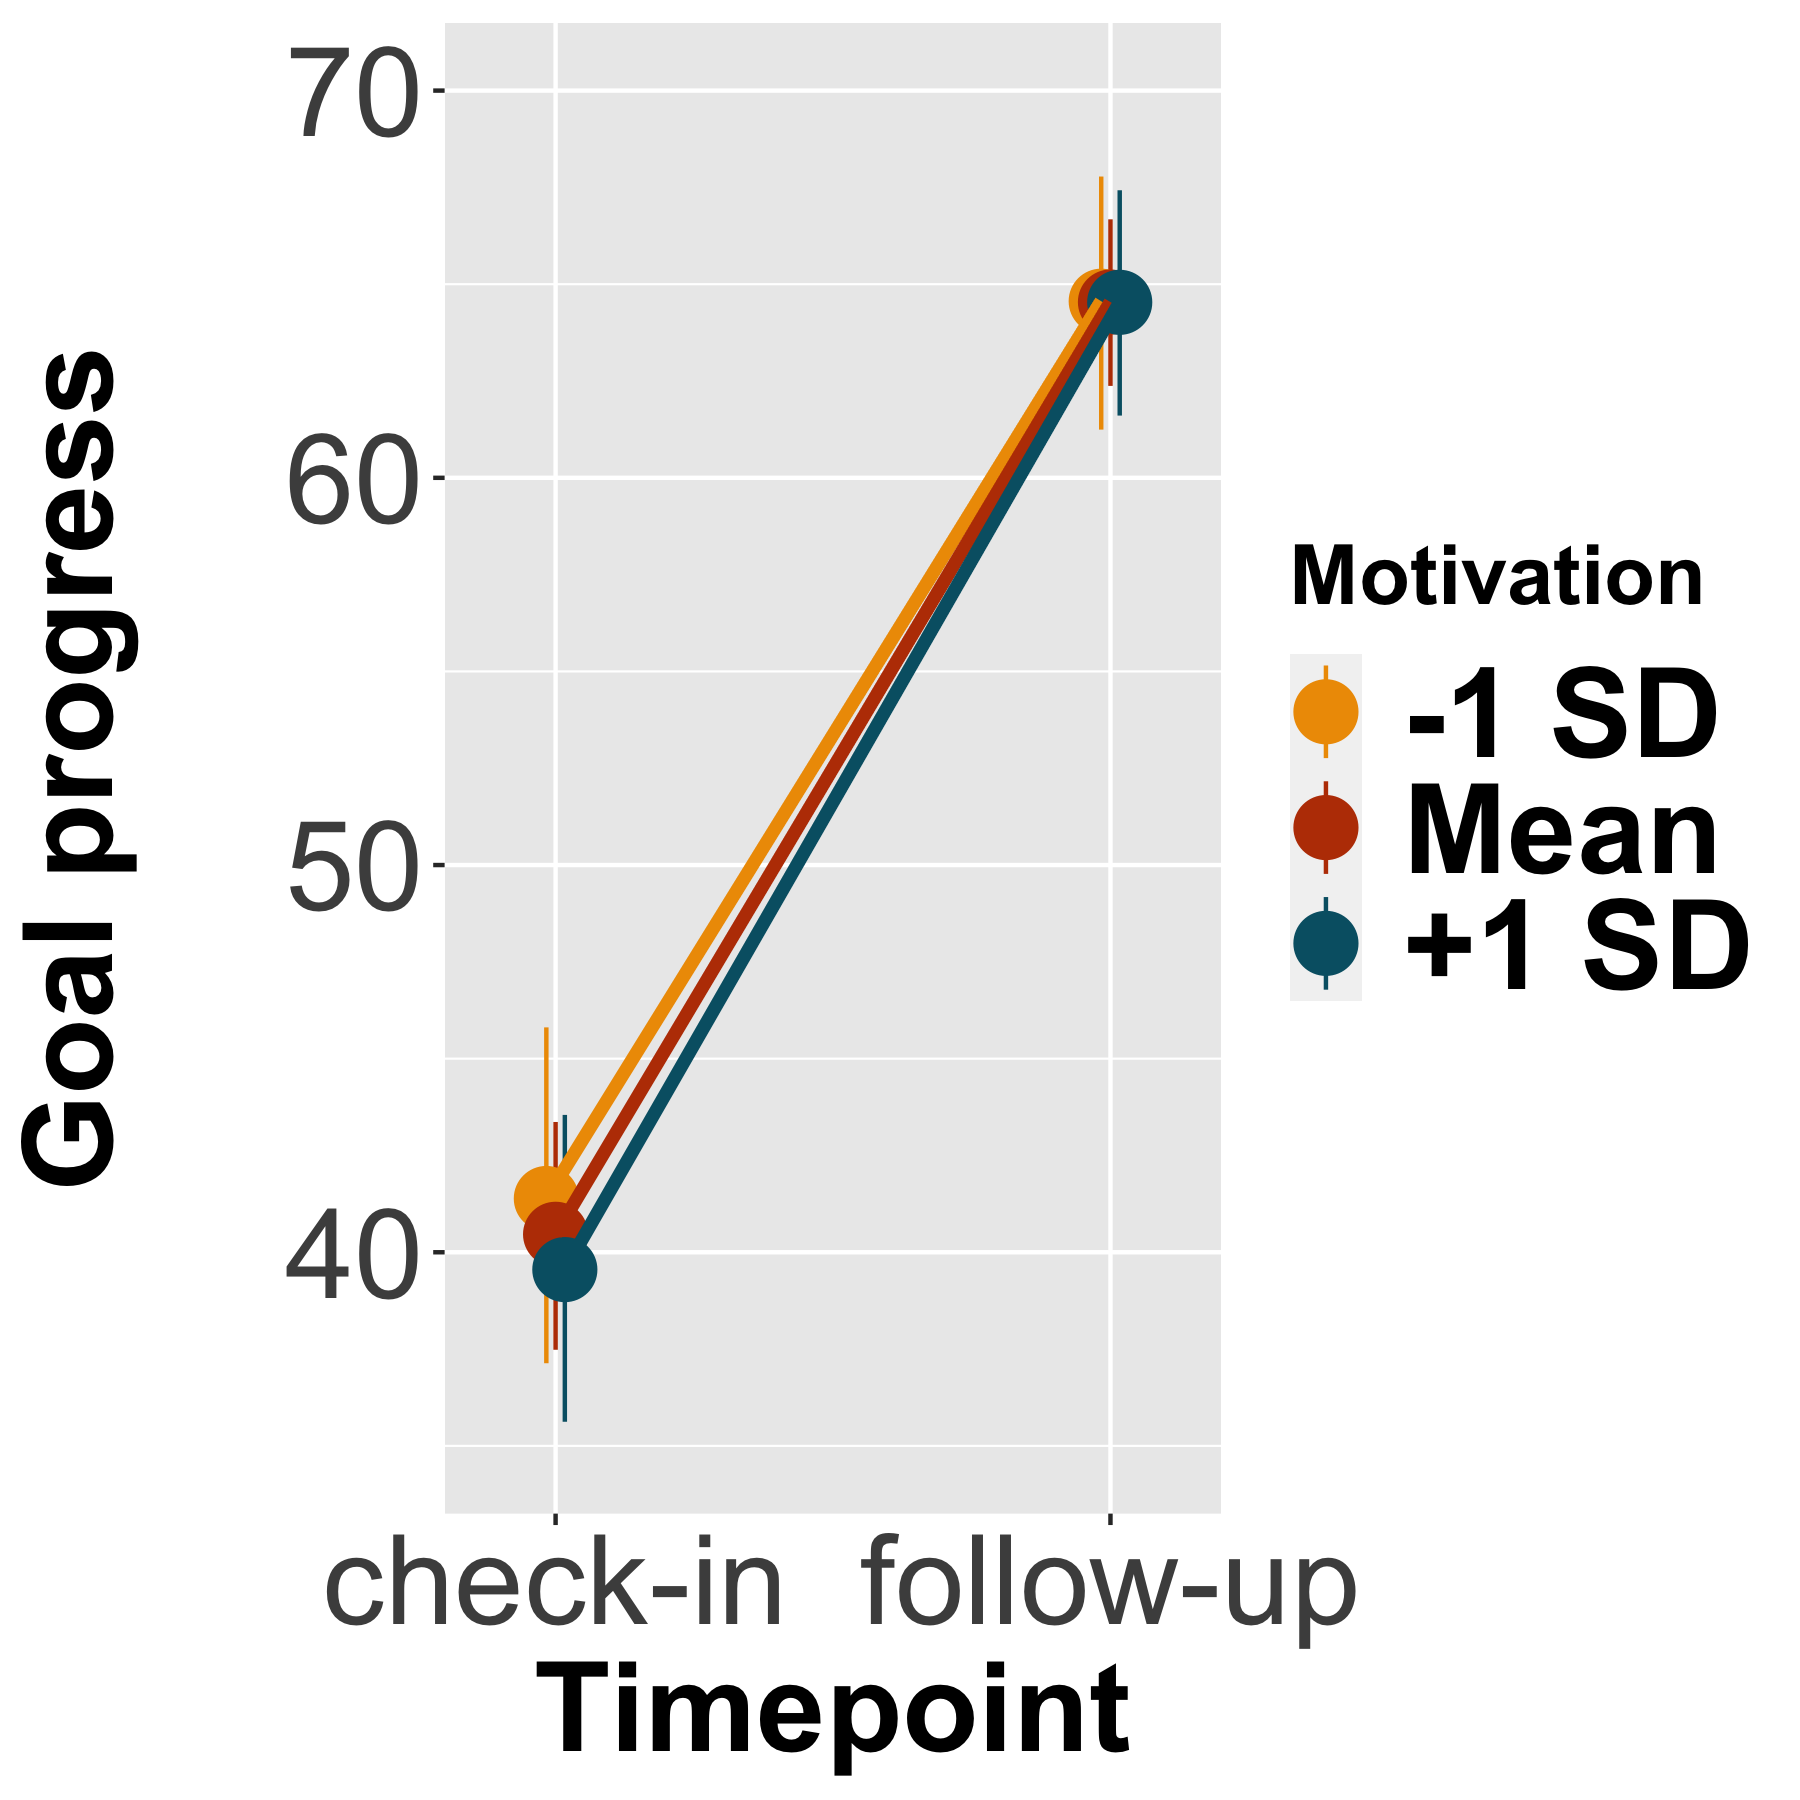 Goal progress
70
60
50
40
check-in follow-up
Timepoint
Motivation
-1 SD
Mean
+1 SD